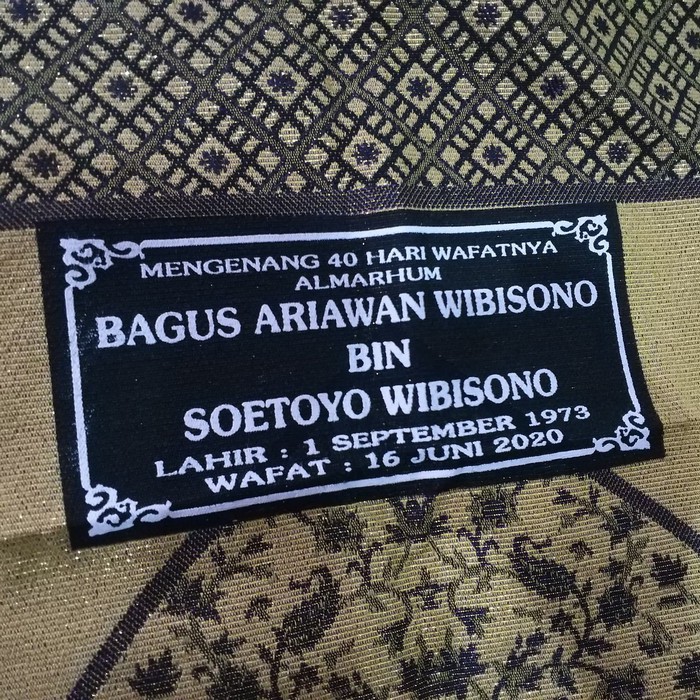 MENGENANG 40 HARI WAFATNYA
ALMARHUM
BAGUS ARIAWAN WIBISONO
BIN
SOETOYO WIBISONO
LAHIR : 1 SEPTEMBER 1973
WAFAT : 16 JUNI 2020